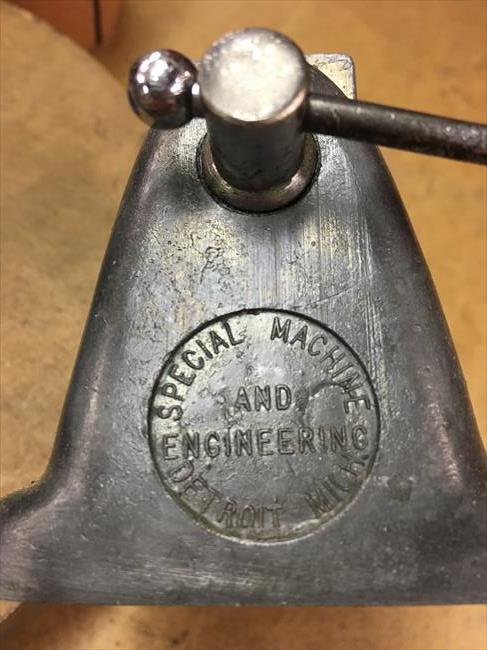 SPECIAL MACHINE
AND
ENGINEERING
DETROIT MICH.